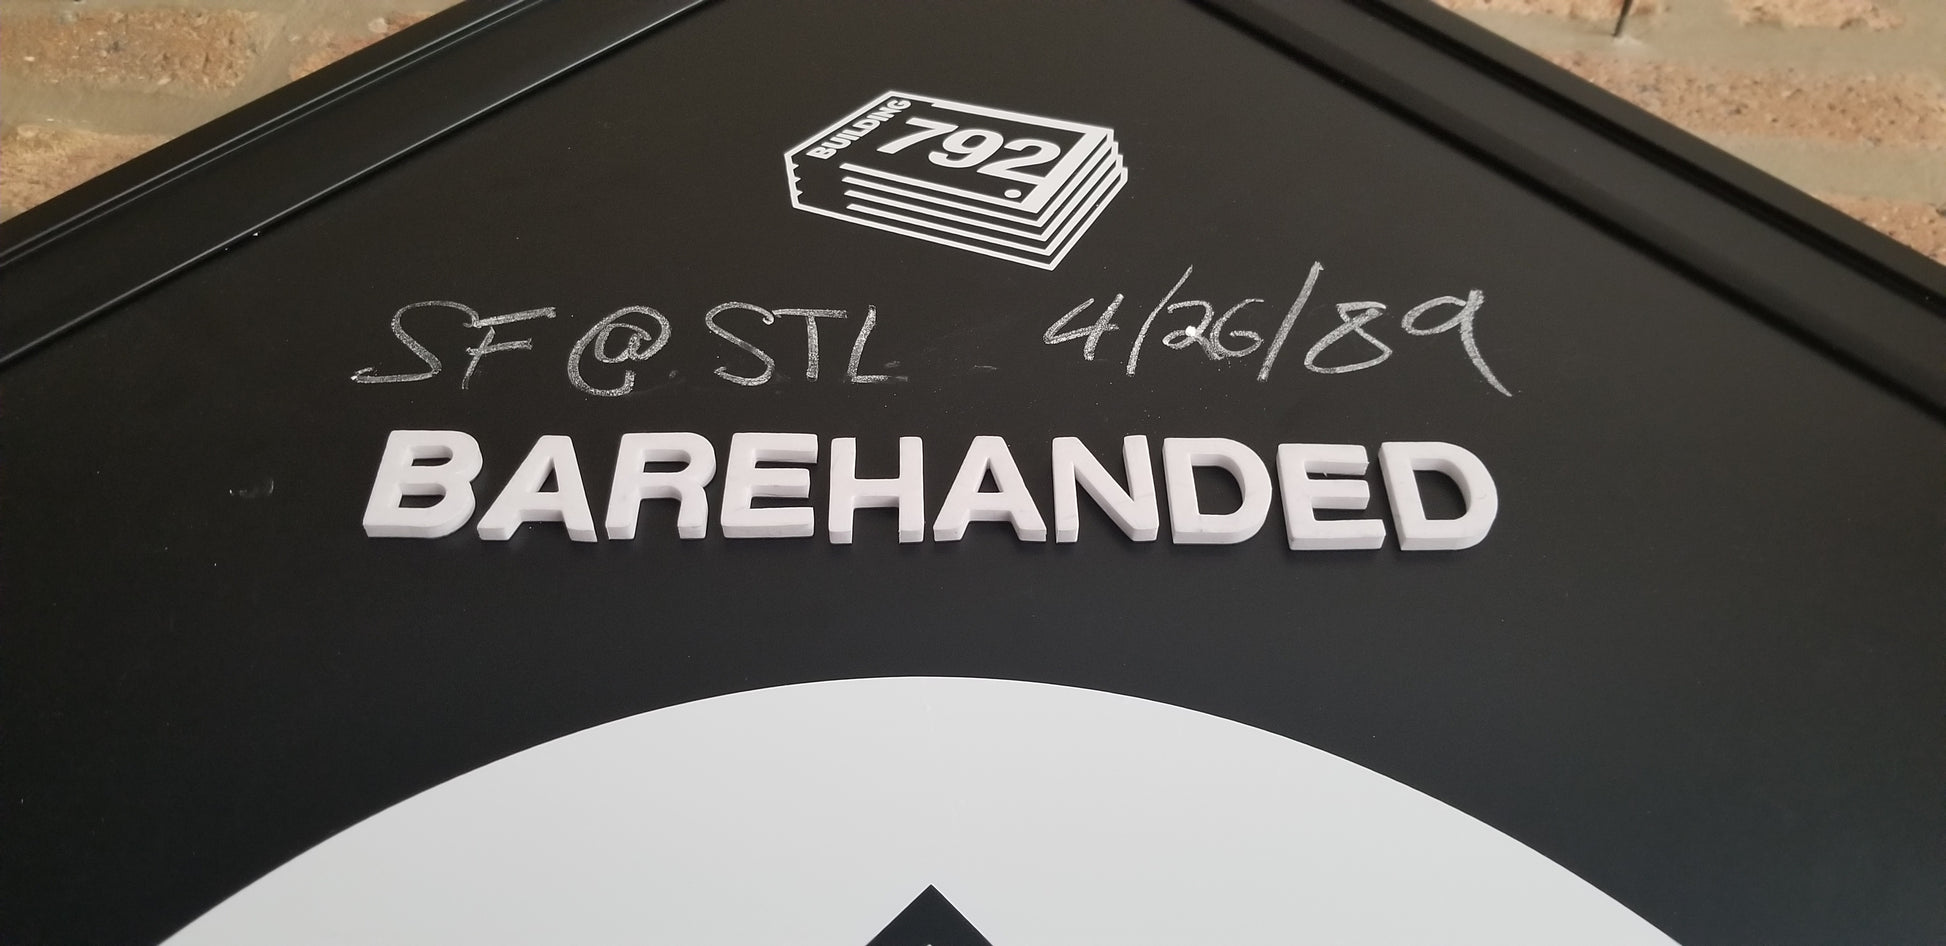 BUILDING
792
SF @ STL 4/26/89
BAREHANDED